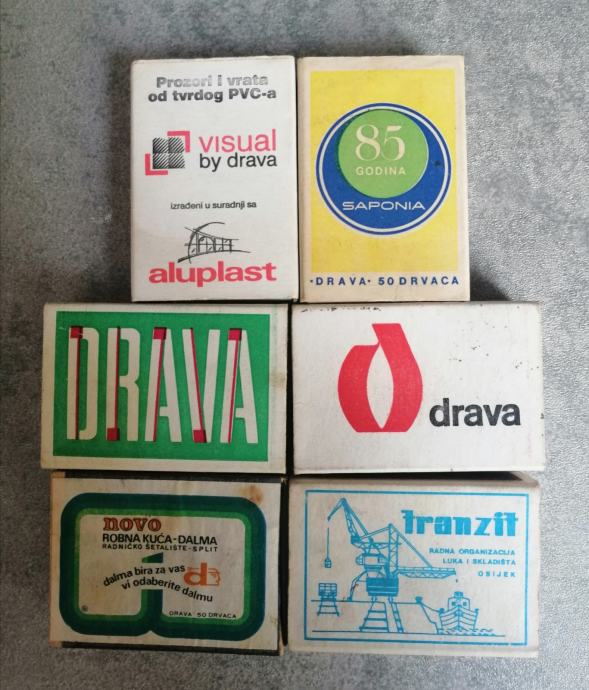 Prozori i vrata
od tvrdog PVC-a
visual
by drava
izrađeni u suradnji sa
aluplast
85
GODINA
SAPONIA
·DRAVA· 50 DRVACA
DRAVA
drava
novo
ROBNA KUĆA-DALMA
RADNIČKO ŠETALIŠTE-SPLIT
dalma bira za vas
vi odaberite dalmu
DRAVA 50 DRVACA
tranzit
RADNA ORGANIZACIJA
LUKA I SKLADIŠTA
OSIJEK